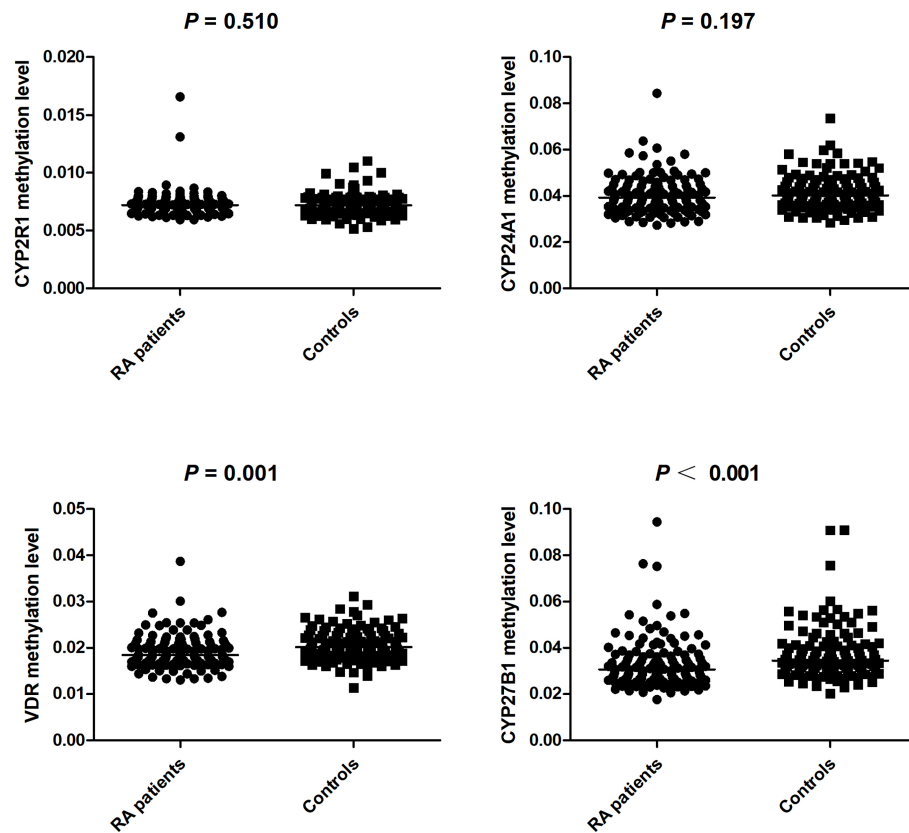 P = 0.510
CYP2R1 methylation level
0.020
0.015
0.010
0.005
0.000
RA patients
Controls
P = 0.197
CYP24A1 methylation level
0.10
0.08
0.06
0.04
0.02
0.00
RA patients
Controls
P = 0.001
VDR methylation level
0.05
0.04
0.03
0.02
0.01
0.00
RA patients
Controls
P < 0.001
CYP27B1 methylation level
0.10
0.08
0.06
0.04
0.02
0.00
RA patients
Controls